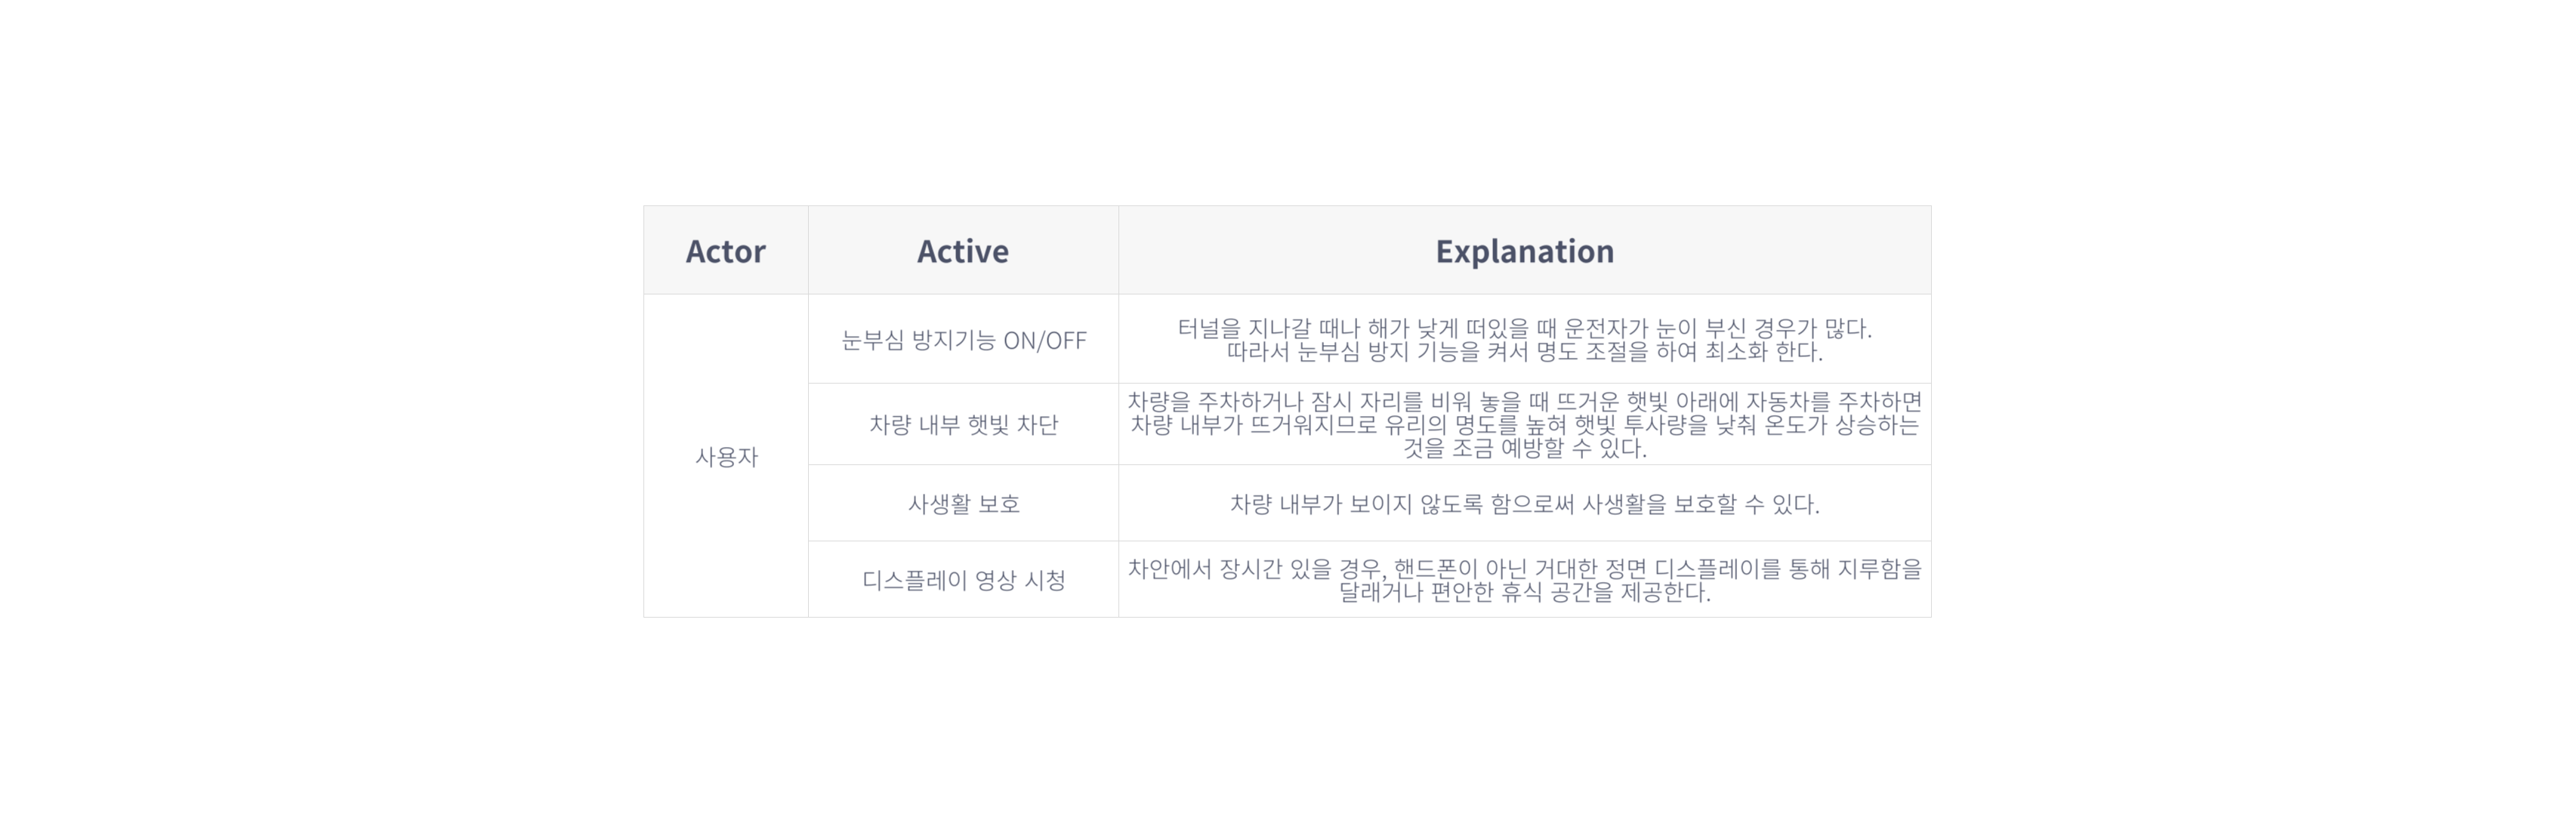 Actor
Active
Explanation
사용자
눈부심 방지기능 ON/OFF
터널을 지나갈 때나 해가 낮게 떠있을 때 운전자가 눈이 부신 경우가 많다.
따라서 눈부심 방지 기능을 켜서 명도 조절을 하여 최소화 한다.
차량 내부 햇빛 차단
차량을 주차하거나 잠시 자리를 비워 놓을 때 뜨거운 햇빛 아래에 자동차를 주차하면
차량 내부가 뜨거워지므로 유리의 명도를 높혀 햇빛 투사량을 낮춰 온도가 상승하는
것을 조금 예방할 수 있다.
사생활 보호
차량 내부가 보이지 않도록 함으로써 사생활을 보호할 수 있다.
디스플레이 영상 시청
차안에서 장시간 있을 경우, 핸드폰이 아닌 거대한 정면 디스플레이를 통해 지루함을
달래거나 편안한 휴식 공간을 제공한다.